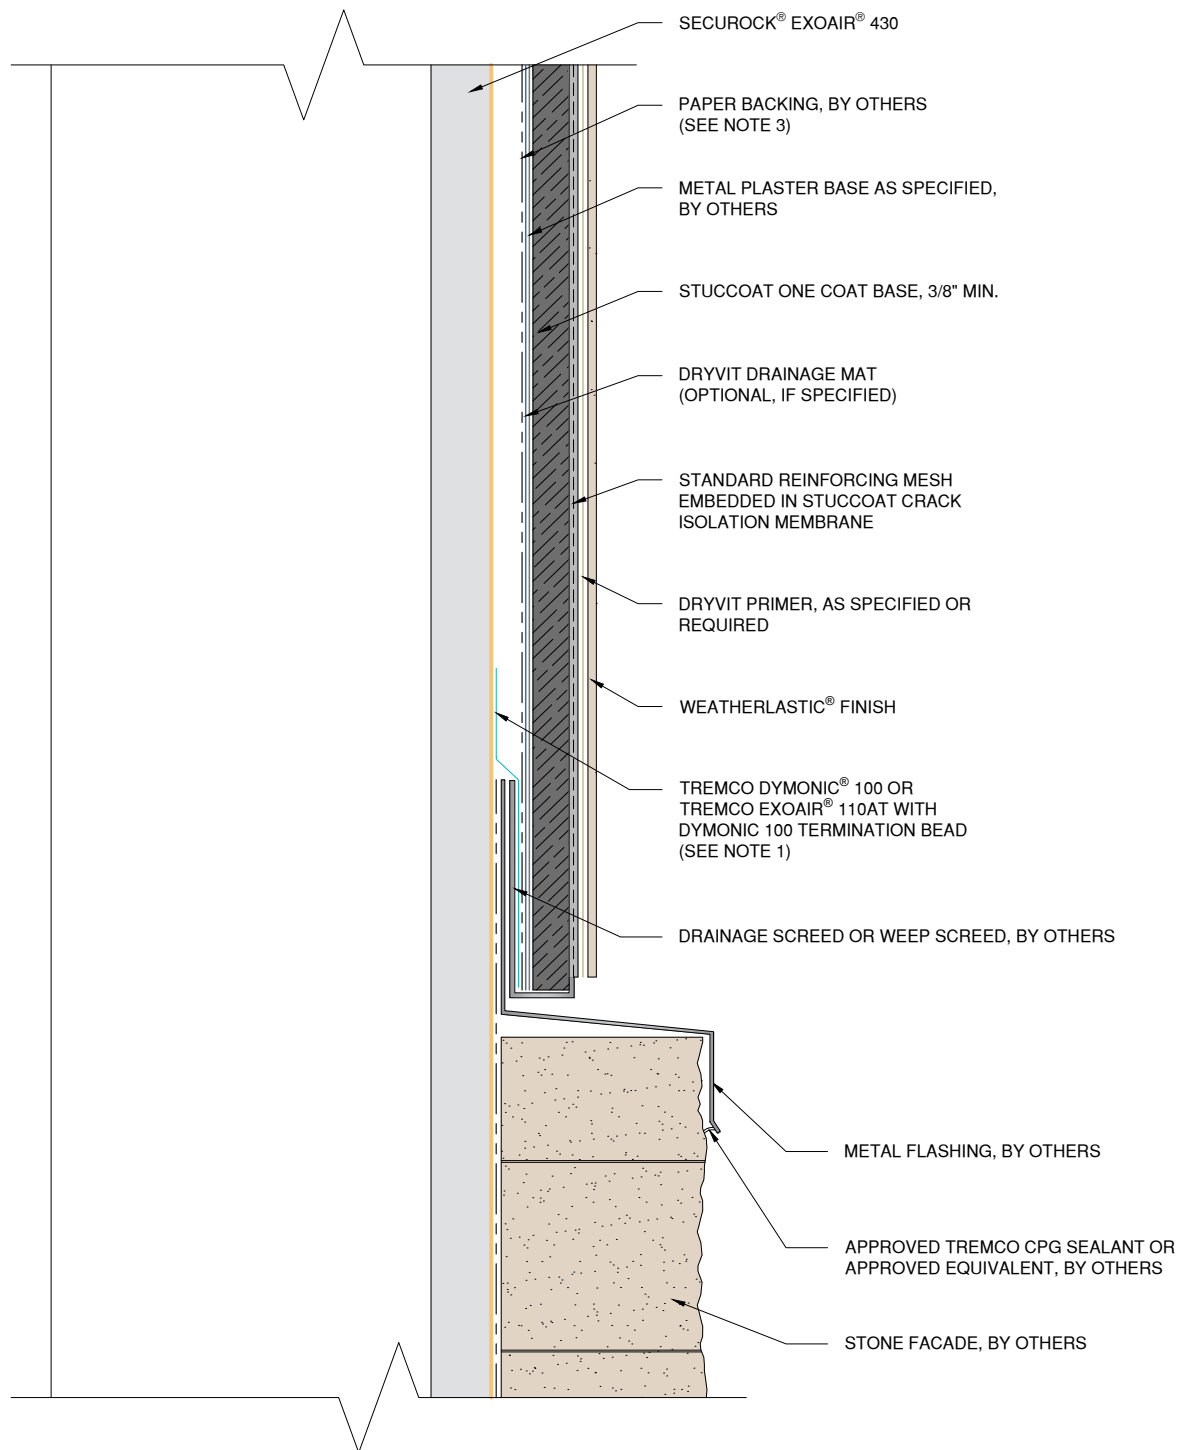 SECUROCK® EXOAIR® 430
PAPER BACKING, BY OTHERS
(SEE NOTE 3)
METAL PLASTER BASE AS SPECIFIED,
BY OTHERS
STUCCOAT ONE COAT BASE, 3/8" MIN.
DRYVIT DRAINAGE MAT
(OPTIONAL, IF SPECIFIED)
STANDARD REINFORCING MESH
EMBEDDED IN STUCCOAT CRACK
ISOLATION MEMBRANE
DRYVIT PRIMER, AS SPECIFIED OR
REQUIRED
WEATHERLASTIC® FINISH
TREMCO DYMONIC® 100 OR
TREMCO EXOAIR® 110AT WITH
DYMONIC 100 TERMINATION BEAD
(SEE NOTE 1)
DRAINAGE SCREED OR WEEP SCREED, BY OTHERS
METAL FLASHING, BY OTHERS
APPROVED TREMCO CPG SEALANT OR
APPROVED EQUIVALENT, BY OTHERS
STONE FACADE, BY OTHERS